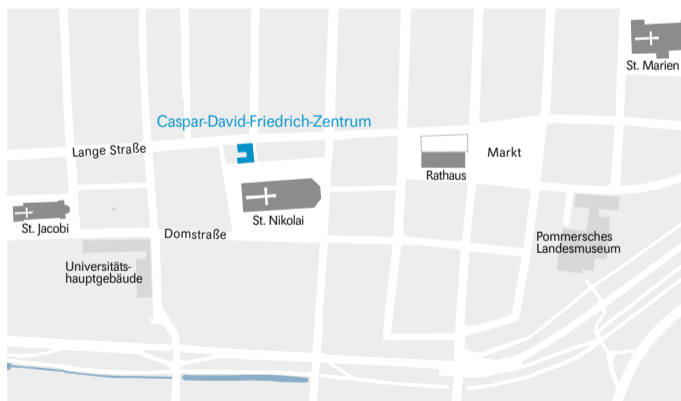 St. Marien
Caspar-David-Friedrich-Zentrum
Lange Straße
Markt
Rathaus
St. Nikolai
St. Jacobi
Domstraße
Pommersches
Landesmuseum
Universitäts-
hauptgebäude